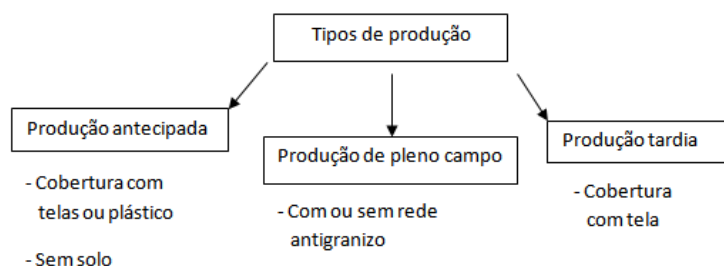 Tipos de produção
Produção antecipada
- Cobertura com
telas ou plástico
- Sem solo
Produção de pleno campo
- Com ou sem rede
antigranizo
Produção tardia
- Cobertura
com tela